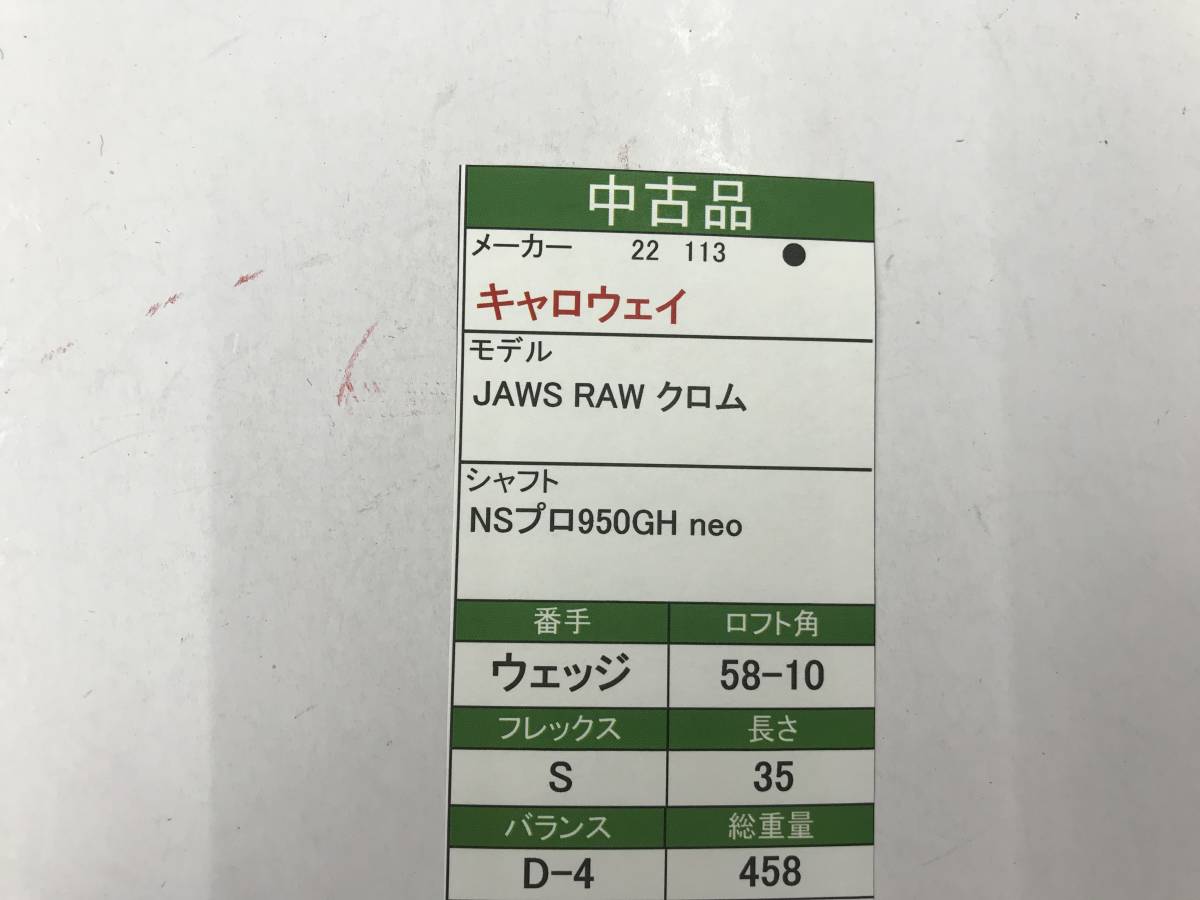 中古品
メーカー 22 113 ●
キャロウェイ
モデル
JAWS RAW クロム
シャフト
NSプロ950GH neo
番手 ロフト角
ウェッジ 58-10
フレックス 長さ
S 35
バランス 総重量
D-4 458